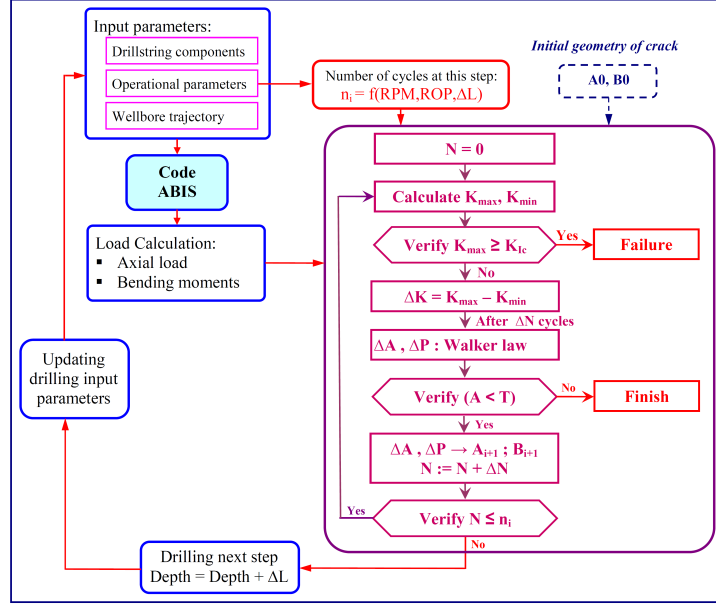 Input parameters:
Drillstring components
Operational parameters
Wellbore trajectory
Number of cycles at this step:
nᵢ = f(RPM,ROP,ΔL)
Initial geometry of crack
A0, B0
Code
ABIS
Load Calculation:
▪ Axial load
▪ Bending moments
N = 0
Calculate Kmax, Kmin
Verify Kmax ≥ KIc
Yes
Failure
No
ΔK = Kmax – Kmin
After ΔN cycles
ΔA , ΔP : Walker law
Verify (A < T)
No
Finish
Yes
ΔA , ΔP → Ai+1 ; Bi+1
N := N + ΔN
Yes
Verify N ≤ nᵢ
No
Updating
drilling input
parameters
Drilling next step
Depth = Depth + ΔL